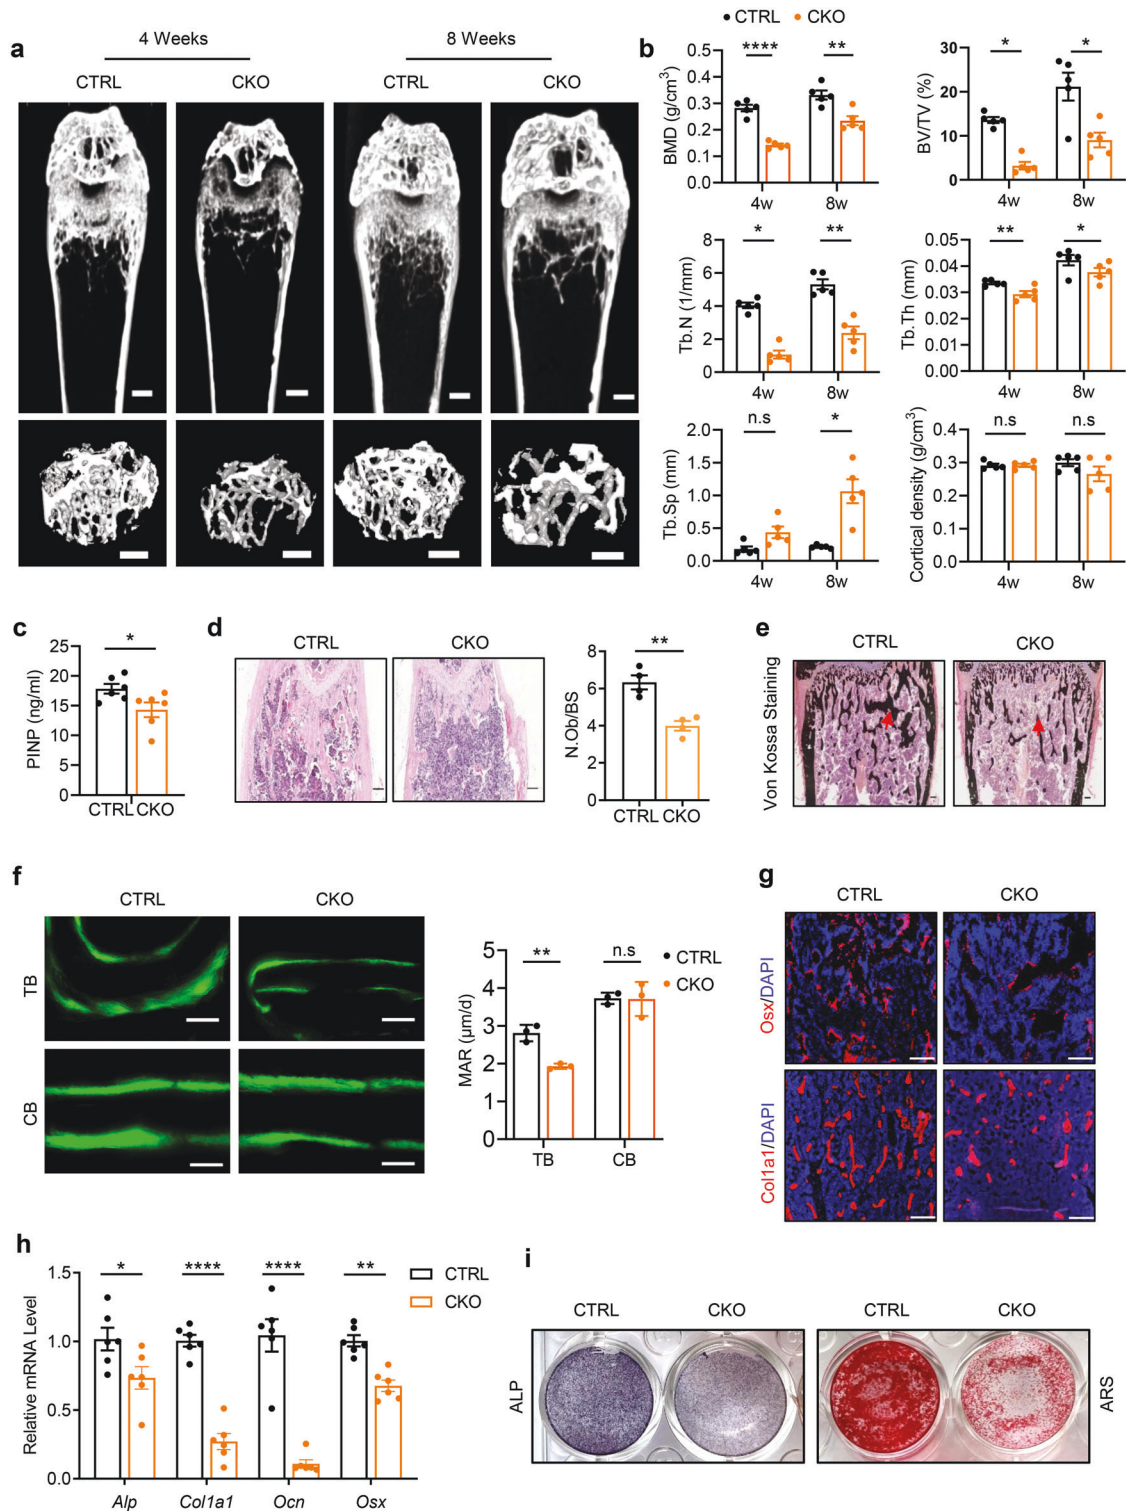 a
4 Weeks
8 Weeks
CTRL
CKO
CTRL
CKO
b
CTRL
CKO
BMD (g/cm³)
0.5
0.4
0.3
0.2
0.1
0.0
****
**
4w
8w
BV/TV (%)
30
20
10
0
*
*
4w
8w
Tb.N (1/mm)
8
6
4
2
0
*
**
4w
8w
Tb.Th (mm)
0.05
0.04
0.03
0.02
0.01
0.00
**
*
4w
8w
Tb.Sp (mm)
2.0
1.5
1.0
0.5
0.0
n.s
*
4w
8w
Cortical density (g/cm³)
0.4
0.3
0.2
0.1
0.0
n.s
n.s
4w
8w
c
PINP (ng/ml)
25
20
15
10
5
0
*
CTRL CKO
d
CTRL
CKO
N.Ob/BS
8
6
4
2
0
**
CTRL CKO
e
CTRL
CKO
Von Kossa Staining
f
CTRL
CKO
TB
CB
MAR (μm/d)
5
4
3
2
1
0
**
n.s
CTRL
CKO
TB
CB
g
CTRL
CKO
Osx/DAPI
Col1a1/DAPI
h
Relative mRNA Level
1.5
1.0
0.5
0.0
*
****
****
**
CTRL
CKO
Alp
Col1a1
Ocn
Osx
i
CTRL
CKO
CTRL
CKO
ALP
ARS